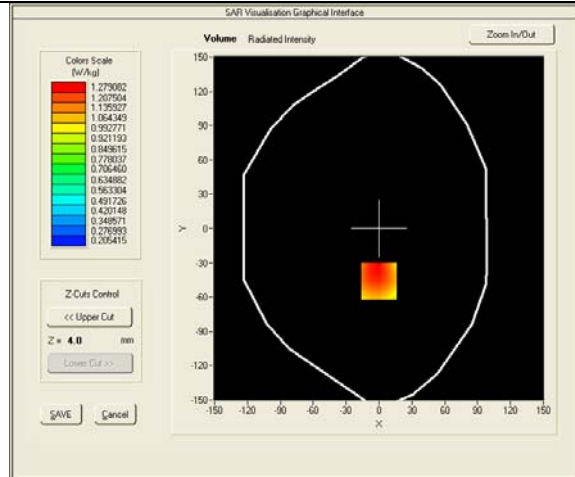 SAR Visualisation Graphical Interface
Volume Radiated Intensity
Zoom In/Out
Colors Scale
(W/kg)
1.279082
1.207504
1.135927
1.064349
0.992771
0.921193
0.849615
0.778037
0.706460
0.634882
0.563304
0.491726
0.420148
0.348571
0.276993
0.205415
Z-Cuts Control
<< Upper Cut
Z = 4.0 mm
Lower Cut >>
SAVE Cancel
150
120
90
60
30
0
-30
-60
-90
-120
-150
Y
-150 -120 -90 -60 -30 0 30 60 90 120 150
X